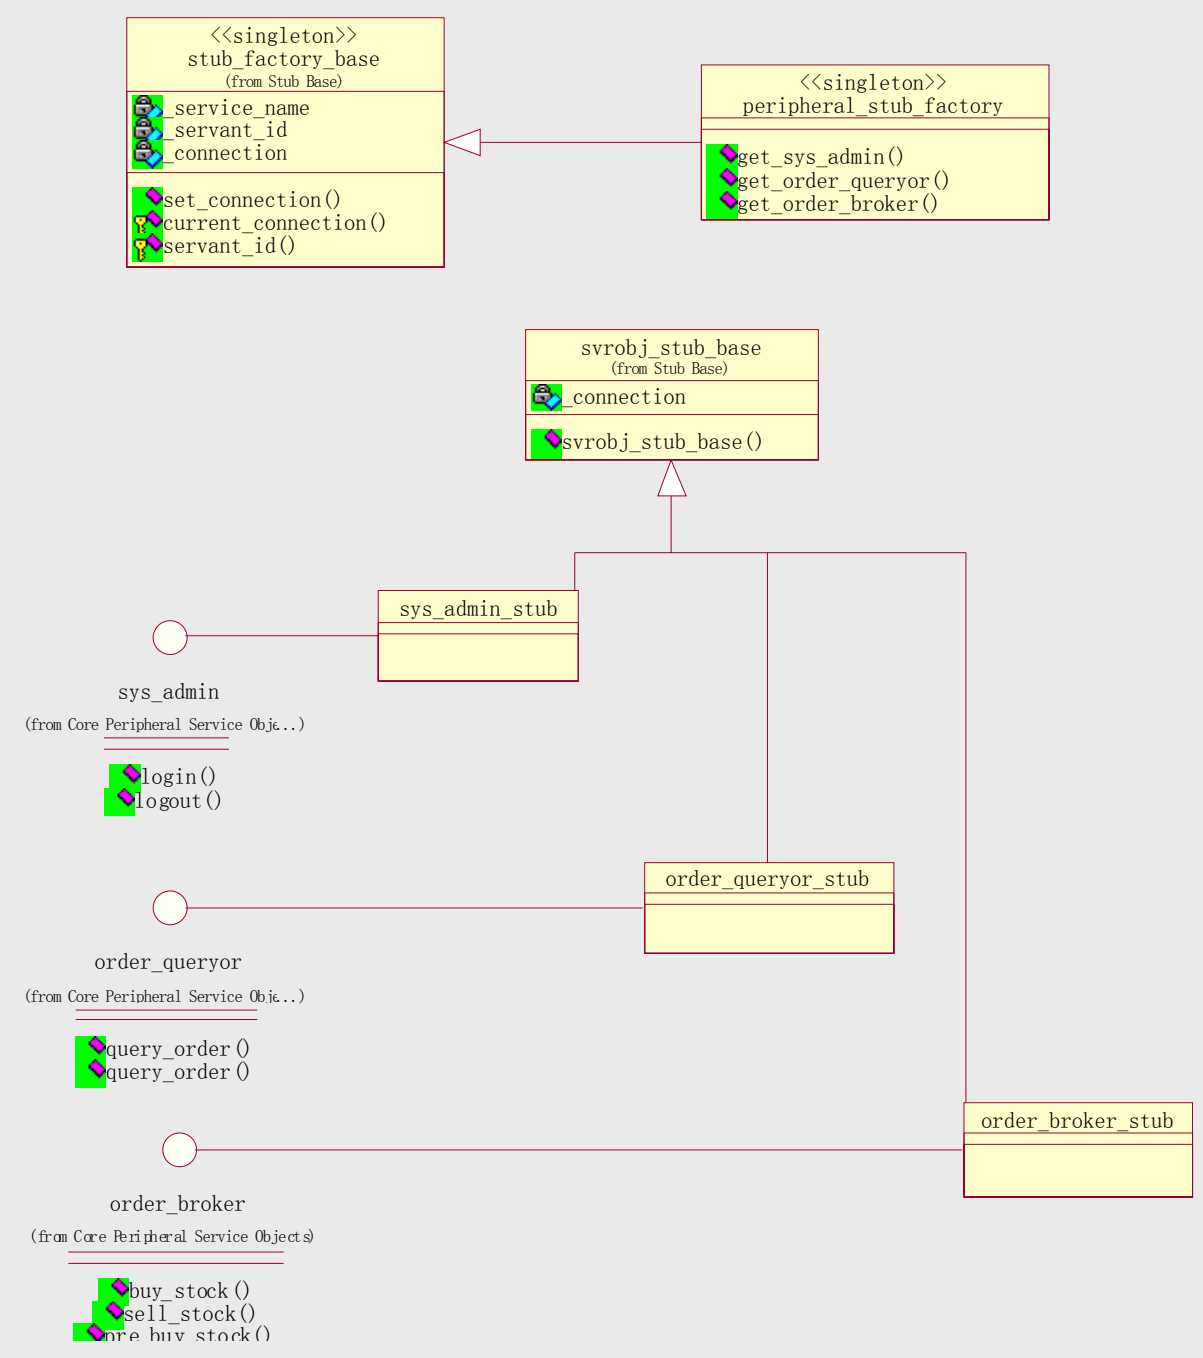 <<singleton>>
stub_factory_base
(from Stub Base)
_service_name
_servant_id
_connection
set_connection()
current_connection()
servant_id()
<<singleton>>
peripheral_stub_factory
get_sys_admin()
get_order_queryor()
get_order_broker()
svrobj_stub_base
(from Stub Base)
_connection
svrobj_stub_base()
sys_admin_stub
sys_admin
(from Core Peripheral Service Obje...)
login()
logout()
order_queryor_stub
order_queryor
(from Core Peripheral Service Obje...)
query_order()
query_order()
order_broker_stub
order_broker
(from Core Peripheral Service Objects)
buy_stock()
sell_stock()
pre_buy_stock()